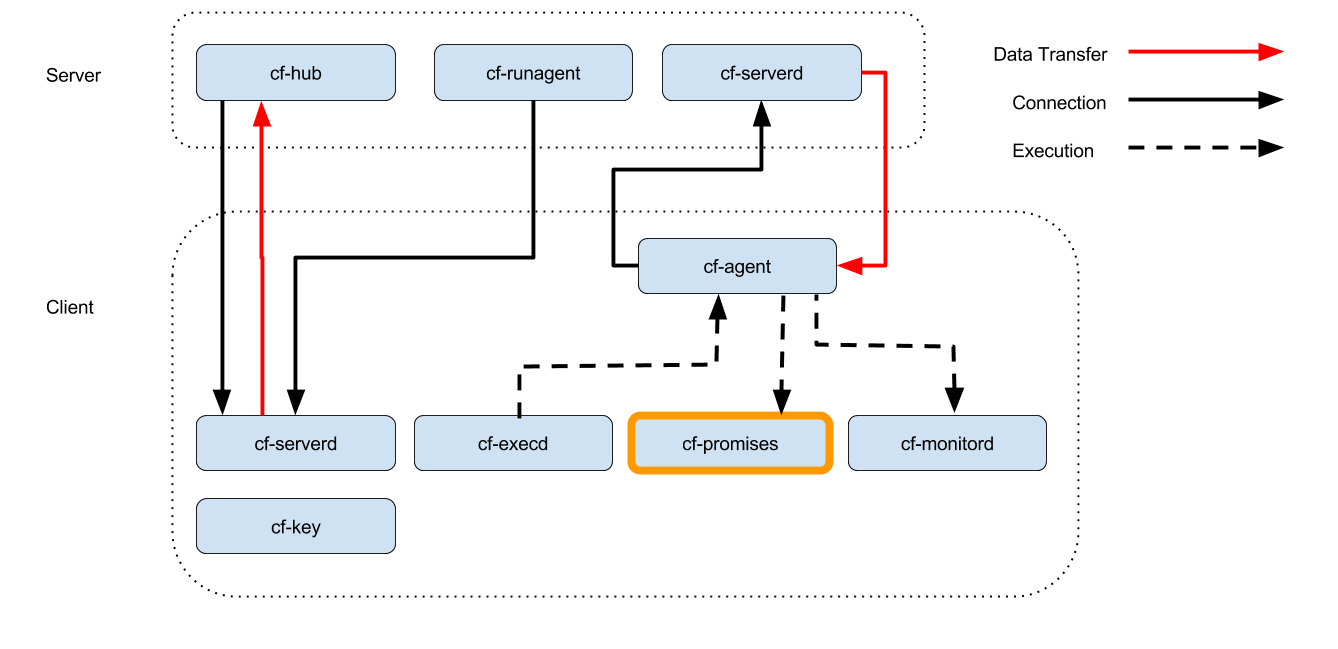 Server
cf-hub
cf-runagent
cf-serverd
Data Transfer
Connection
Execution
Client
cf-agent
cf-serverd
cf-execd
cf-promises
cf-monitord
cf-key